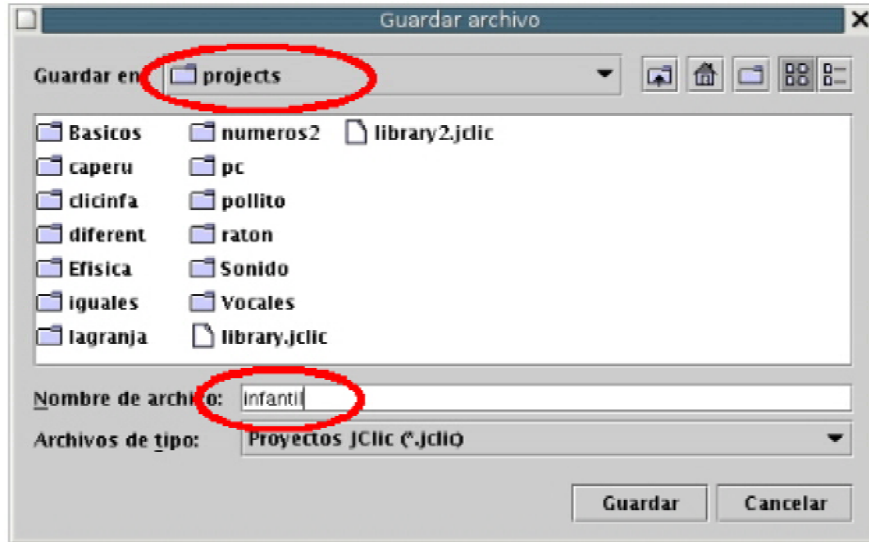 Guardar archivo
Guardar en: projects
Basicos numeros2 library2.jclic
caperu pc
clicinfa pollito
diferent raton
Efisica Sonido
iguales Vocales
lagranja library.jclic
Nombre de archivo: infantil
Archivos de tipo: Proyectos JClic (*.jclic)
Guardar Cancelar